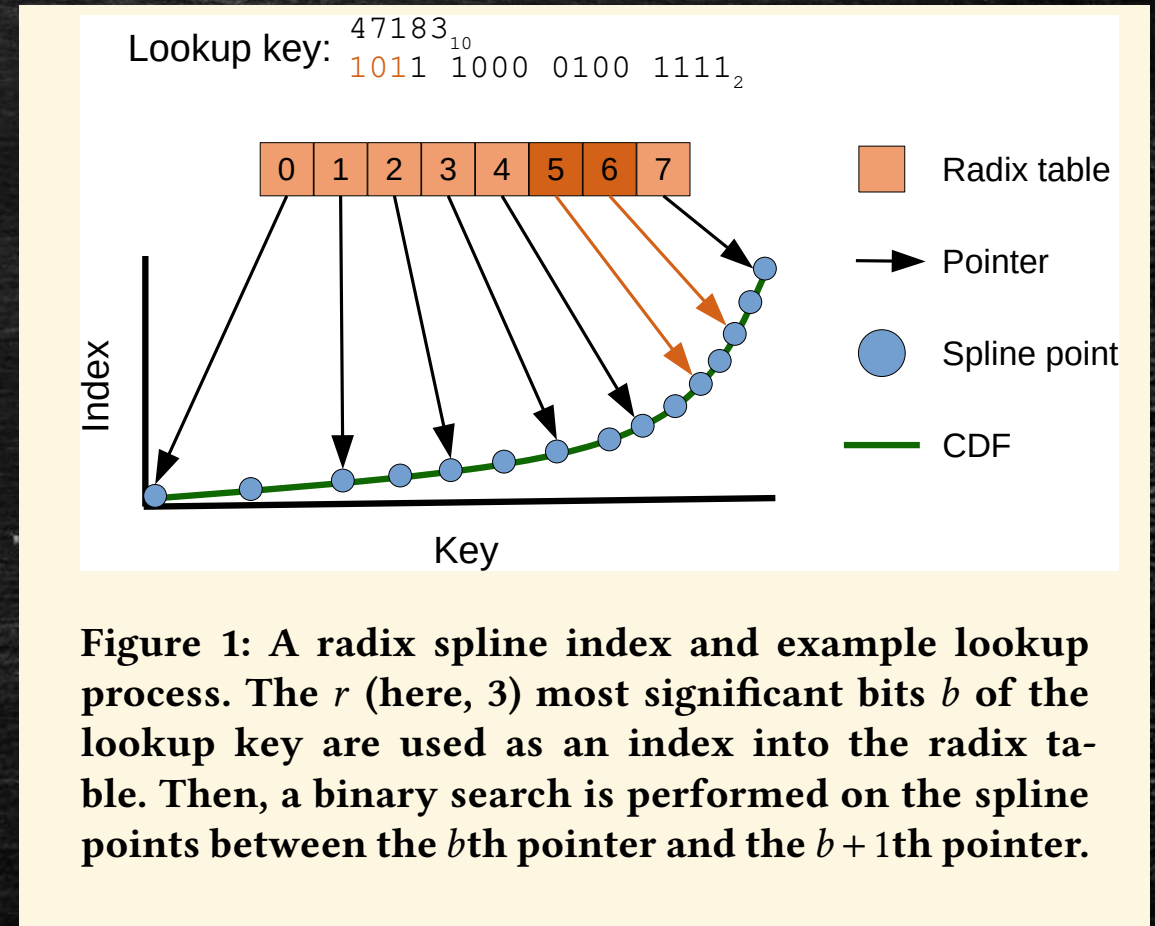 Lookup key: 47183₁₀
1011 1000 0100 1111₂
0 1 2 3 4 5 6 7
Radix table
Pointer
Spline point
CDF
Index
Key
Figure 1: A radix spline index and example lookup
process. The r (here, 3) most significant bits b of the
lookup key are used as an index into the radix ta-
ble. Then, a binary search is performed on the spline
points between the bth pointer and the b + 1th pointer.